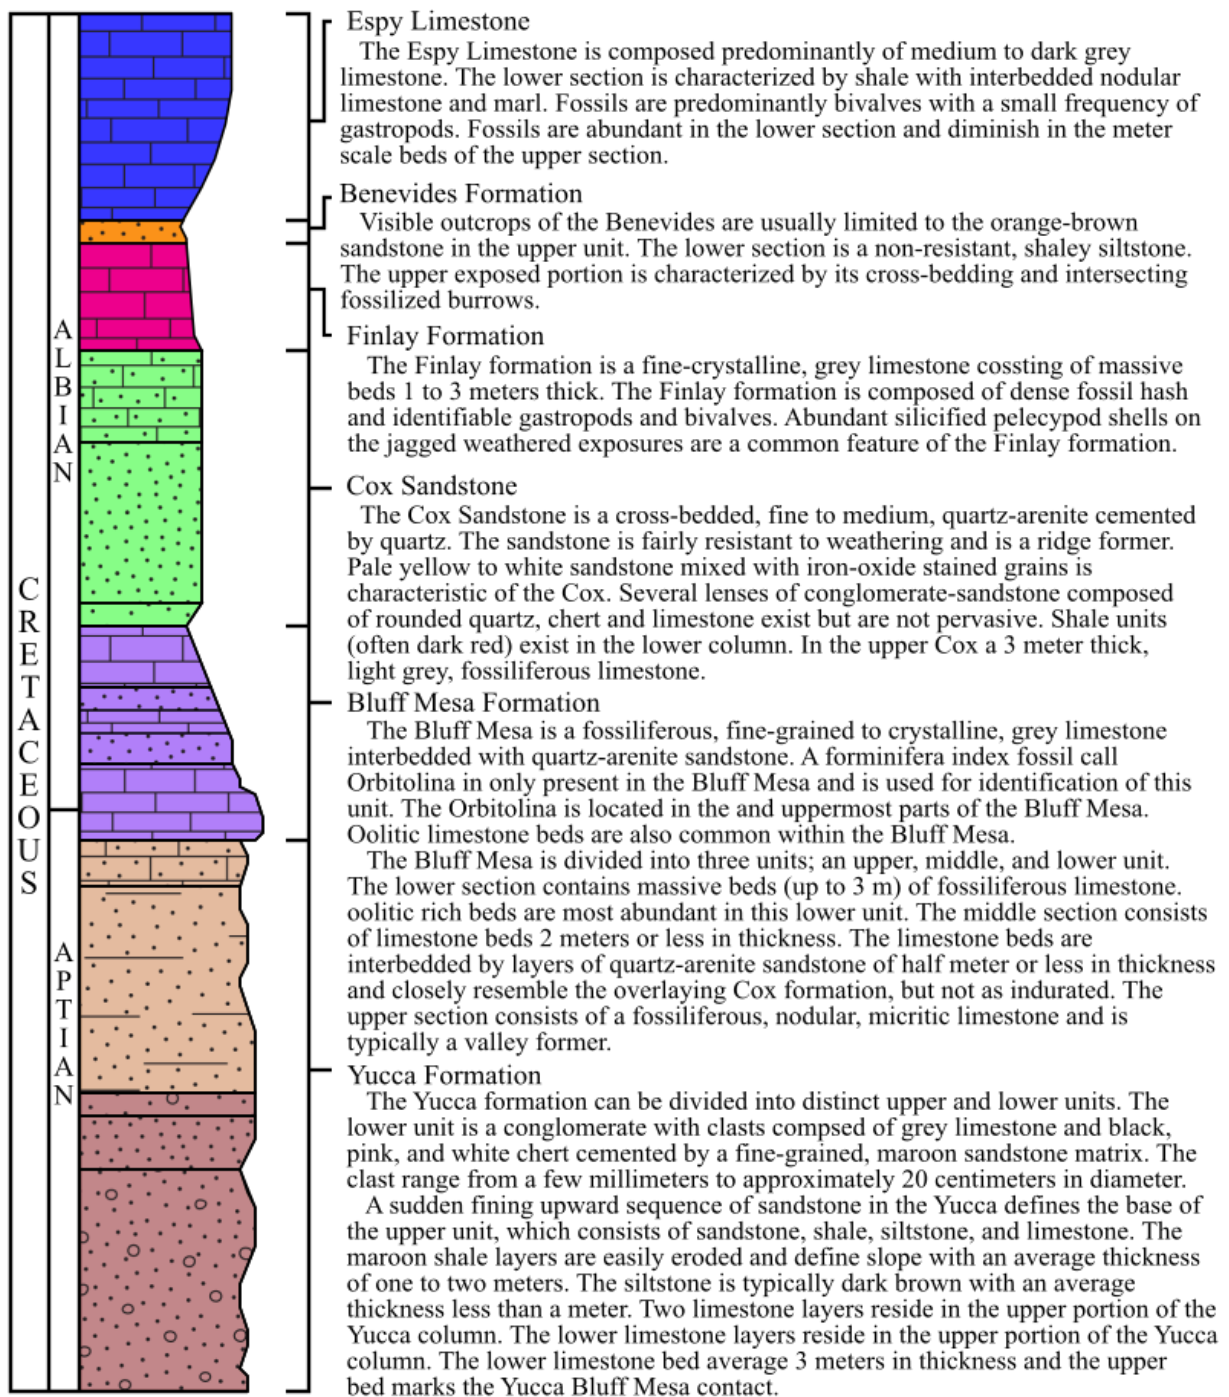 CRETACEOUS
ALBIAN
APTIAN
Espy Limestone
The Espy Limestone is composed predominantly of medium to dark grey
limestone. The lower section is characterized by shale with interbedded nodular
limestone and marl. Fossils are predominantly bivalves with a small frequency of
gastropods. Fossils are abundant in the lower section and diminish in the meter
scale beds of the upper section.
Benevides Formation
Visible outcrops of the Benevides are usually limited to the orange-brown
sandstone in the upper unit. The lower section is a non-resistant, shaley siltstone.
The upper exposed portion is characterized by its cross-bedding and intersecting
fossilized burrows.
Finlay Formation
The Finlay formation is a fine-crystalline, grey limestone cossting of massive
beds 1 to 3 meters thick. The Finlay formation is composed of dense fossil hash
and identifiable gastropods and bivalves. Abundant silicified pelecypod shells on
the jagged weathered exposures are a common feature of the Finlay formation.
Cox Sandstone
The Cox Sandstone is a cross-bedded, fine to medium, quartz-arenite cemented
by quartz. The sandstone is fairly resistant to weathering and is a ridge former.
Pale yellow to white sandstone mixed with iron-oxide stained grains is
characteristic of the Cox. Several lenses of conglomerate-sandstone composed
of rounded quartz, chert and limestone exist but are not pervasive. Shale units
(often dark red) exist in the lower column. In the upper Cox a 3 meter thick,
light grey, fossiliferous limestone.
Bluff Mesa Formation
The Bluff Mesa is a fossiliferous, fine-grained to crystalline, grey limestone
interbedded with quartz-arenite sandstone. A forminifera index fossil call
Orbitolina in only present in the Bluff Mesa and is used for identification of this
unit. The Orbitolina is located in the and uppermost parts of the Bluff Mesa.
Oolitic limestone beds are also common within the Bluff Mesa.
The Bluff Mesa is divided into three units; an upper, middle, and lower unit.
The lower section contains massive beds (up to 3 m) of fossiliferous limestone.
oolitic rich beds are most abundant in this lower unit. The middle section consists
of limestone beds 2 meters or less in thickness. The limestone beds are
interbedded by layers of quartz-arenite sandstone of half meter or less in thickness
and closely resemble the overlaying Cox formation, but not as indurated. The
upper section consists of a fossiliferous, nodular, micritic limestone and is
typically a valley former.
Yucca Formation
The Yucca formation can be divided into distinct upper and lower units. The
lower unit is a conglomerate with clasts compsed of grey limestone and black,
pink, and white chert cemented by a fine-grained, maroon sandstone matrix. The
clast range from a few millimeters to approximately 20 centimeters in diameter.
A sudden fining upward sequence of sandstone in the Yucca defines the base of
the upper unit, which consists of sandstone, shale, siltstone, and limestone. The
maroon shale layers are easily eroded and define slope with an average thickness
of one to two meters. The siltstone is typically dark brown with an average
thickness less than a meter. Two limestone layers reside in the upper portion of the
Yucca column. The lower limestone layers reside in the upper portion of the Yucca
column. The lower limestone bed average 3 meters in thickness and the upper
bed marks the Yucca Bluff Mesa contact.